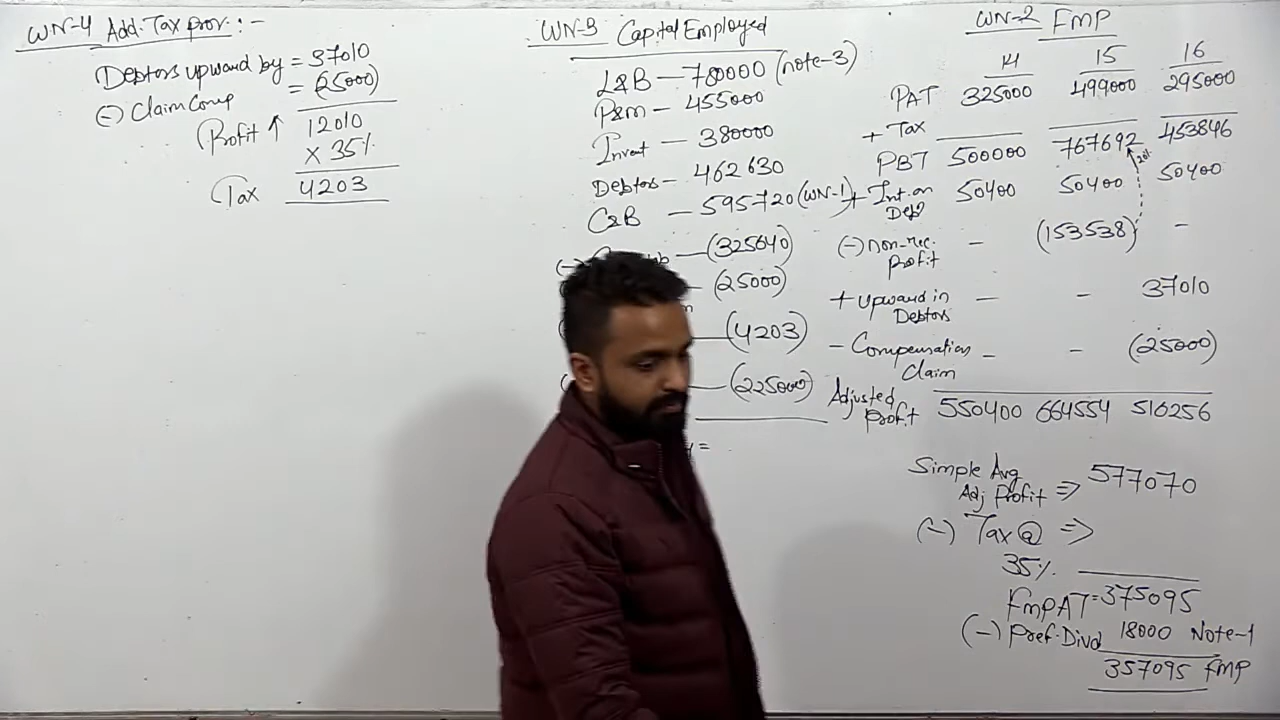 WN-4 Add. Tax prov. :-
Debtors upward by = 37010
(-) Claim Comp = (25000)
Profit ↑ 12010
X 35%
Tax 4203
WN-3 Capital Employed
L&B — 780000 (note-3)
P&M — 455000
Invent — 380000
Debtors — 462630
C&B — 595720 (WN-1)
(-) — (325640)
— (25000)
— (4203)
— (225000)
=
WN-2 FMP
14 15 16
PAT 325000 499000 295000
+ Tax
PBT 500000 767692 453846
+ Int. on Deb? 50400 50400 50400
20%
(-) non-rec. Profit - (153538) -
+ upward in Debtors - - 37010
- Compensation Claim - - (25000)
Adjusted Profit 550400 664554 516256
Simple Avg
Adj Profit ⇒ 577070
(-) Tax @ ⇒
35%
FMPAT = 375095
(-) Pref. Divd 18000 Note-1
357095 FMP